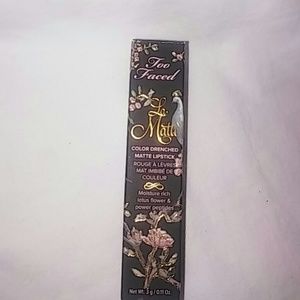 Too
Faced
La
Matte
COLOR DRENCHED
MATTE LIPSTICK
ROUGE À LÈVRES
MAT IMBIBÉ DE
COULEUR
Moisture rich
lotus flower &
power peptides
Net Wt. 3 g / 0.11 Oz.